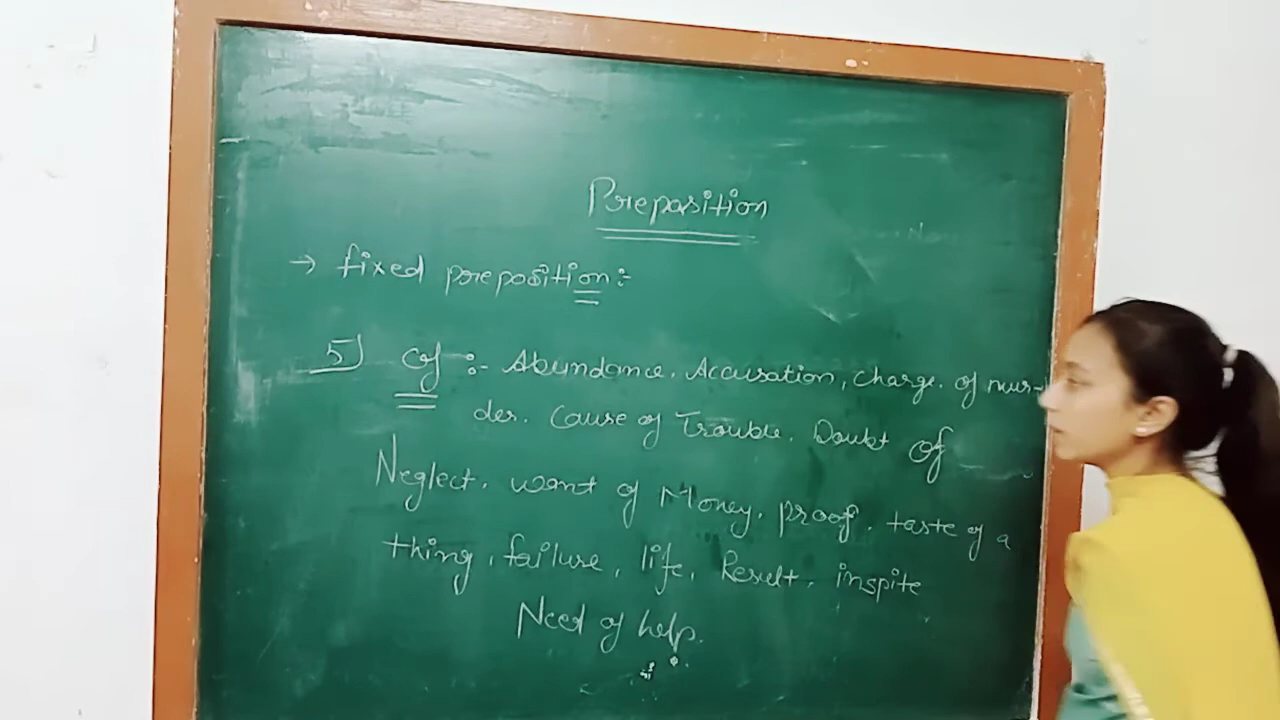 Preposition
→ fixed preposition:-
5) of :- Abundance, Accusation, charge. of mur-
der. Cause of Trouble. Doubt of
Neglect. want of Money. proof. taste of a
thing, failure, life, Result. inspite
Need of help.